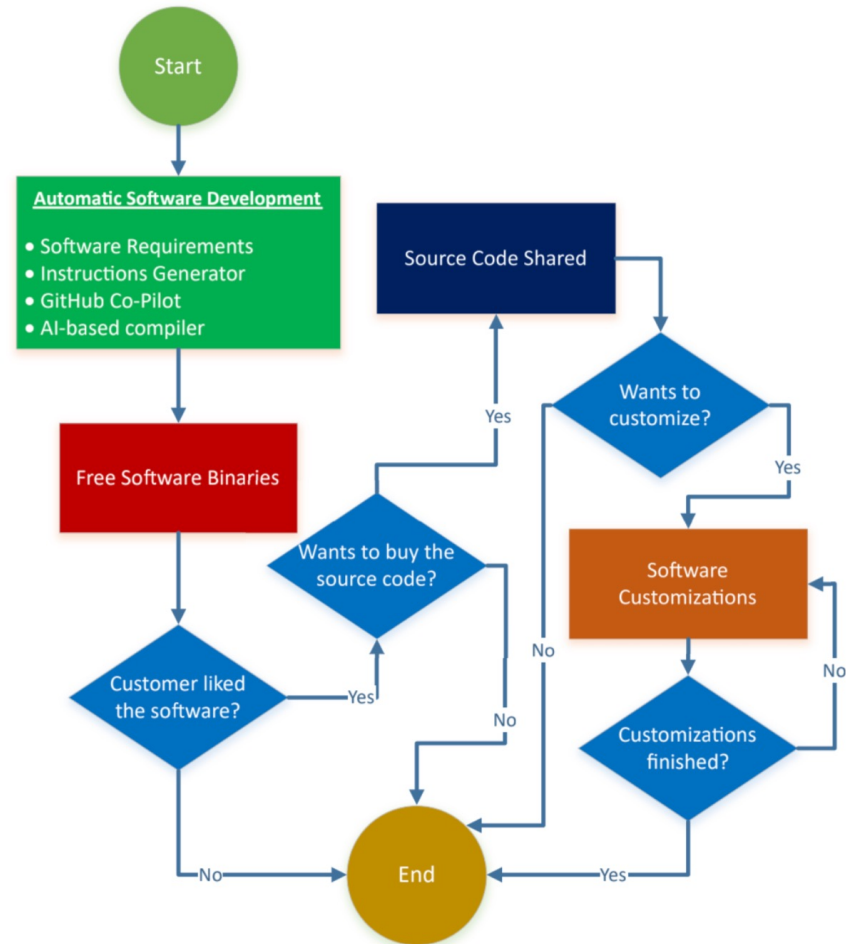 Start
Automatic Software Development
• Software Requirements
• Instructions Generator
• GitHub Co-Pilot
• AI-based compiler
Free Software Binaries
Customer liked
the software?
Yes
No
Wants to buy the
source code?
Yes
No
Source Code Shared
Wants to
customize?
Yes
No
Software
Customizations
Customizations
finished?
No
Yes
End